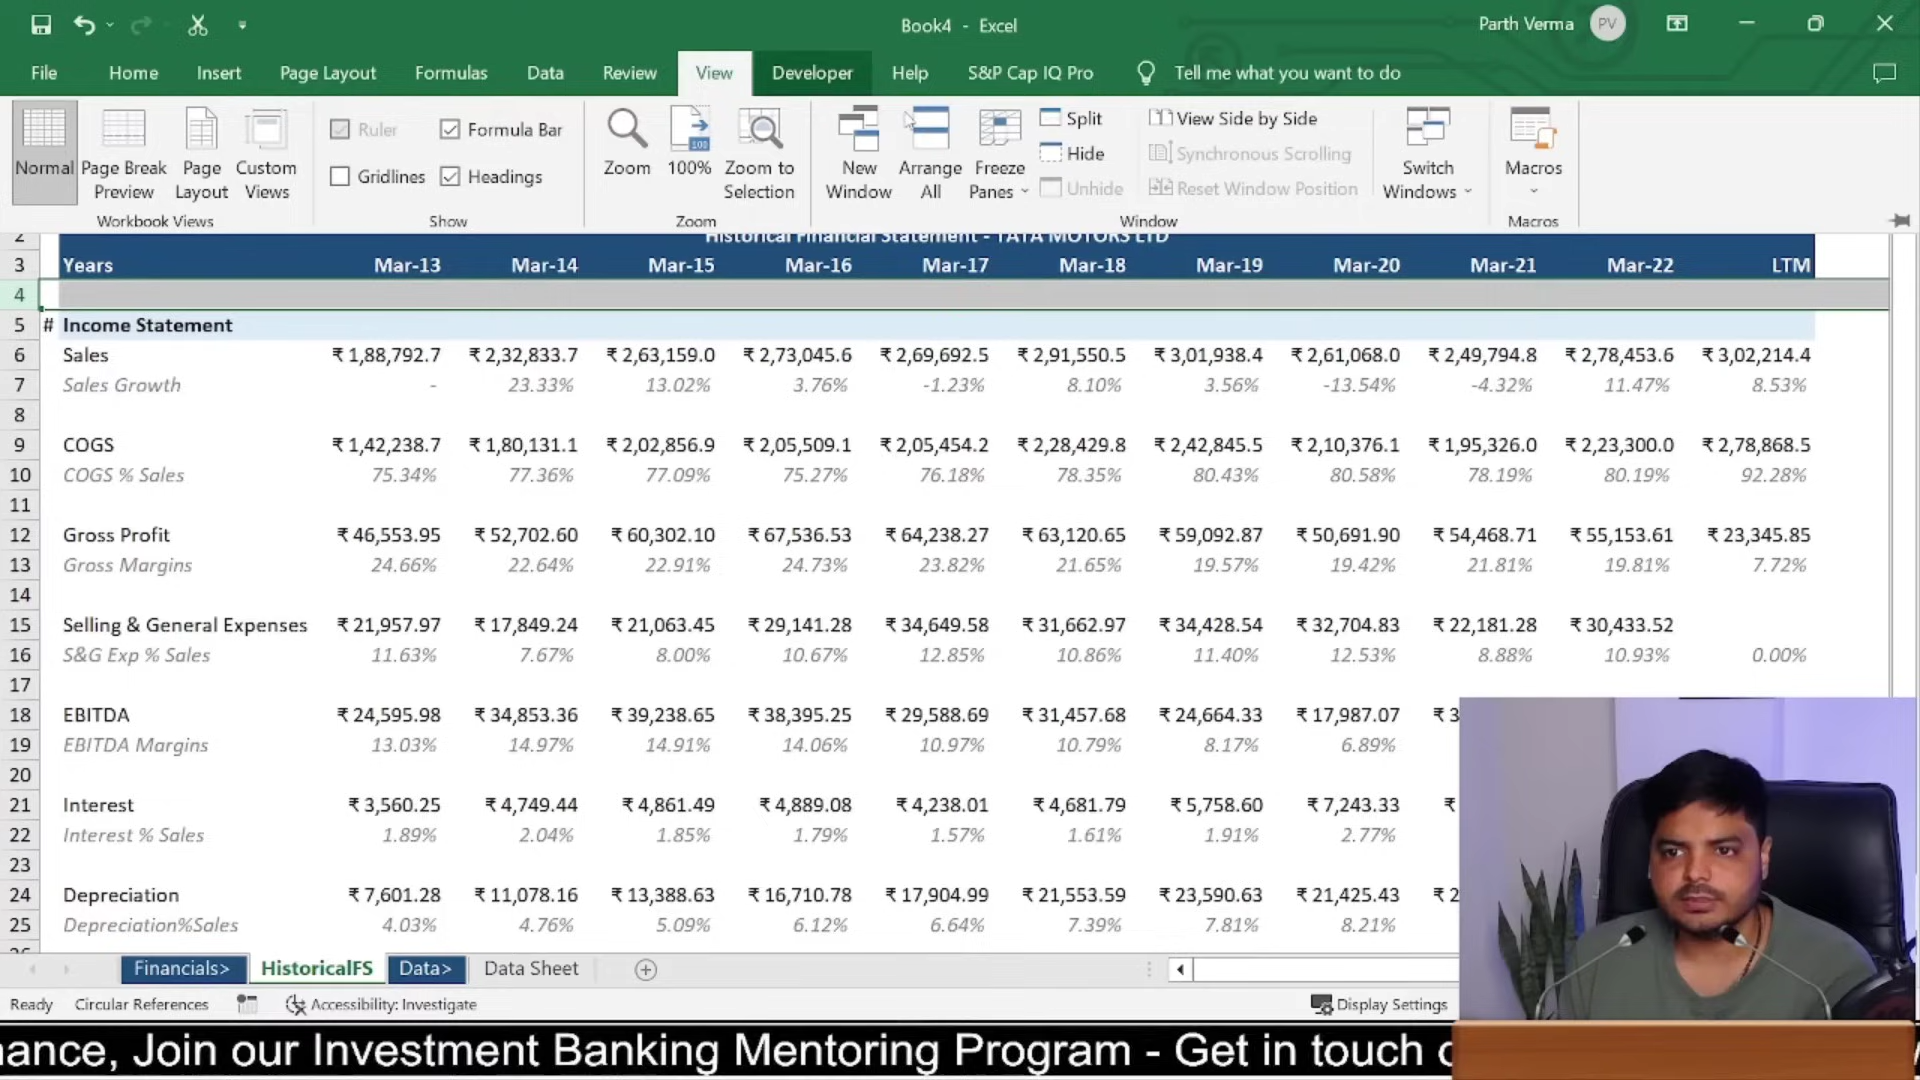 Book4 - Excel
Parth Verma PV
File Home Insert Page Layout Formulas Data Review View Developer Help S&P Cap IQ Pro Tell me what you want to do
Normal
Page Break Preview
Page Layout
Custom Views
Workbook Views
Ruler Formula Bar
Gridlines Headings
Show
Zoom
100%
Zoom to Selection
Zoom
New Window
Arrange All
Freeze Panes
Split
Hide
Unhide
View Side by Side
Synchronous Scrolling
Reset Window Position
Window
Switch Windows
Macros
Macros
2 Historical Financial Statement - TATA MOTORS LTD
3 Years Mar-13 Mar-14 Mar-15 Mar-16 Mar-17 Mar-18 Mar-19 Mar-20 Mar-21 Mar-22 LTM
4
5 # Income Statement
6 Sales ₹ 1,88,792.7 ₹ 2,32,833.7 ₹ 2,63,159.0 ₹ 2,73,045.6 ₹ 2,69,692.5 ₹ 2,91,550.5 ₹ 3,01,938.4 ₹ 2,61,068.0 ₹ 2,49,794.8 ₹ 2,78,453.6 ₹ 3,02,214.4
7 Sales Growth - 23.33% 13.02% 3.76% -1.23% 8.10% 3.56% -13.54% -4.32% 11.47% 8.53%
8
9 COGS ₹ 1,42,238.7 ₹ 1,80,131.1 ₹ 2,02,856.9 ₹ 2,05,509.1 ₹ 2,05,454.2 ₹ 2,28,429.8 ₹ 2,42,845.5 ₹ 2,10,376.1 ₹ 1,95,326.0 ₹ 2,23,300.0 ₹ 2,78,868.5
10 COGS % Sales 75.34% 77.36% 77.09% 75.27% 76.18% 78.35% 80.43% 80.58% 78.19% 80.19% 92.28%
11
12 Gross Profit ₹ 46,553.95 ₹ 52,702.60 ₹ 60,302.10 ₹ 67,536.53 ₹ 64,238.27 ₹ 63,120.65 ₹ 59,092.87 ₹ 50,691.90 ₹ 54,468.71 ₹ 55,153.61 ₹ 23,345.85
13 Gross Margins 24.66% 22.64% 22.91% 24.73% 23.82% 21.65% 19.57% 19.42% 21.81% 19.81% 7.72%
14
15 Selling & General Expenses ₹ 21,957.97 ₹ 17,849.24 ₹ 21,063.45 ₹ 29,141.28 ₹ 34,649.58 ₹ 31,662.97 ₹ 34,428.54 ₹ 32,704.83 ₹ 22,181.28 ₹ 30,433.52
16 S&G Exp % Sales 11.63% 7.67% 8.00% 10.67% 12.85% 10.86% 11.40% 12.53% 8.88% 10.93% 0.00%
17
18 EBITDA ₹ 24,595.98 ₹ 34,853.36 ₹ 39,238.65 ₹ 38,395.25 ₹ 29,588.69 ₹ 31,457.68 ₹ 24,664.33 ₹ 17,987.07 ₹ 3
19 EBITDA Margins 13.03% 14.97% 14.91% 14.06% 10.97% 10.79% 8.17% 6.89%
20
21 Interest ₹ 3,560.25 ₹ 4,749.44 ₹ 4,861.49 ₹ 4,889.08 ₹ 4,238.01 ₹ 4,681.79 ₹ 5,758.60 ₹ 7,243.33 ₹
22 Interest % Sales 1.89% 2.04% 1.85% 1.79% 1.57% 1.61% 1.91% 2.77%
23
24 Depreciation ₹ 7,601.28 ₹ 11,078.16 ₹ 13,388.63 ₹ 16,710.78 ₹ 17,904.99 ₹ 21,553.59 ₹ 23,590.63 ₹ 21,425.43 ₹ 2
25 Depreciation%Sales 4.03% 4.76% 5.09% 6.12% 6.64% 7.39% 7.81% 8.21%
Financials> HistoricalFS Data> Data Sheet
Ready Circular References Accessibility: Investigate Display Settings
nance, Join our Investment Banking Mentoring Program - Get in touch